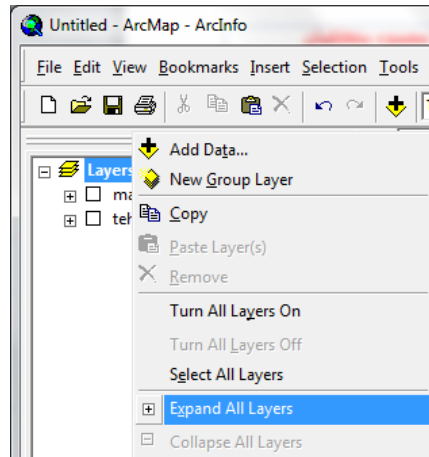 Untitled - ArcMap - ArcInfo
File Edit View Bookmarks Insert Selection Tools
Layers
Add Data...
New Group Layer
Copy
Paste Layer(s)
Remove
Turn All Layers On
Turn All Layers Off
Select All Layers
Expand All Layers
Collapse All Layers